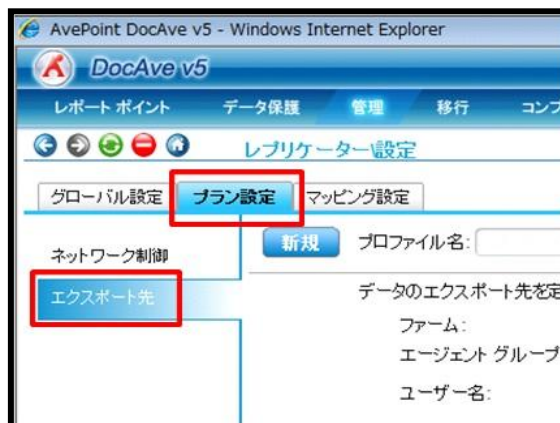 AvePoint DocAve v5 - Windows Internet Explorer
DocAve v5
レポート ポイント データ保護 管理 移行 コンプ
レプリケーター\設定
グローバル設定 プラン設定 マッピング設定
新規 プロファイル名:
ネットワーク制御
エクスポート先
データのエクスポート先を定
ファーム:
エージェント グループ
ユーザー名: